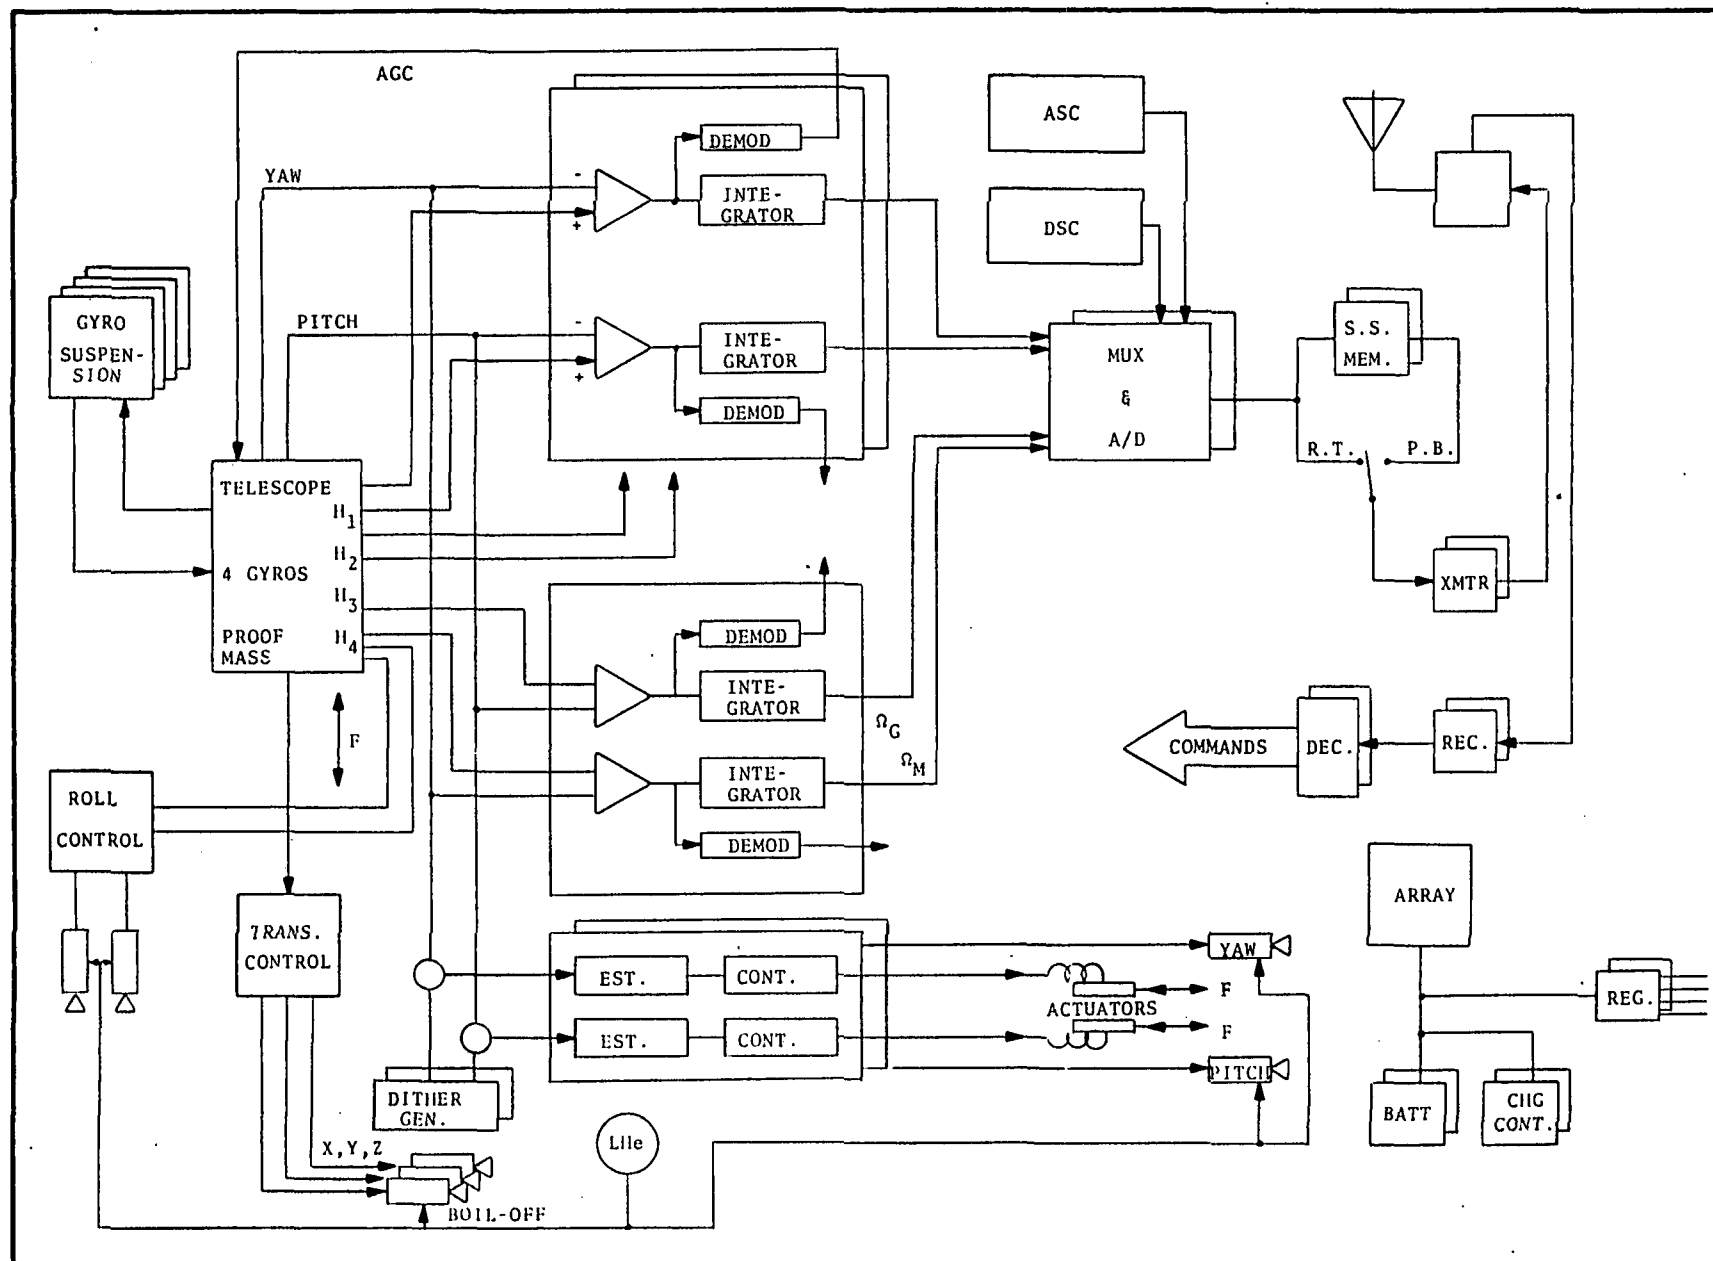 AGC
DEMOD
ASC
YAW
-
INTE-
GRATOR
+
DSC
GYRO
SUSPEN-
SION
PITCH
-
INTE-
GRATOR
+
DEMOD
MUX
&
A/D
S.S.
MEM.
R.T.
P.B.
TELESCOPE
H1
H2
4 GYROS
H3
H4
PROOF
MASS
XMTR
DEMOD
INTE-
GRATOR
ΩG
INTE-
GRATOR
ΩM
DEMOD
COMMANDS
DEC.
REC.
F
ROLL
CONTROL
TRANS.
CONTROL
ARRAY
EST.
CONT.
YAW
F
ACTUATORS
F
EST.
CONT.
PITCH
REG.
DITHER
GEN.
BATT
CHG
CONT.
LHe
X,Y,Z
BOIL-OFF